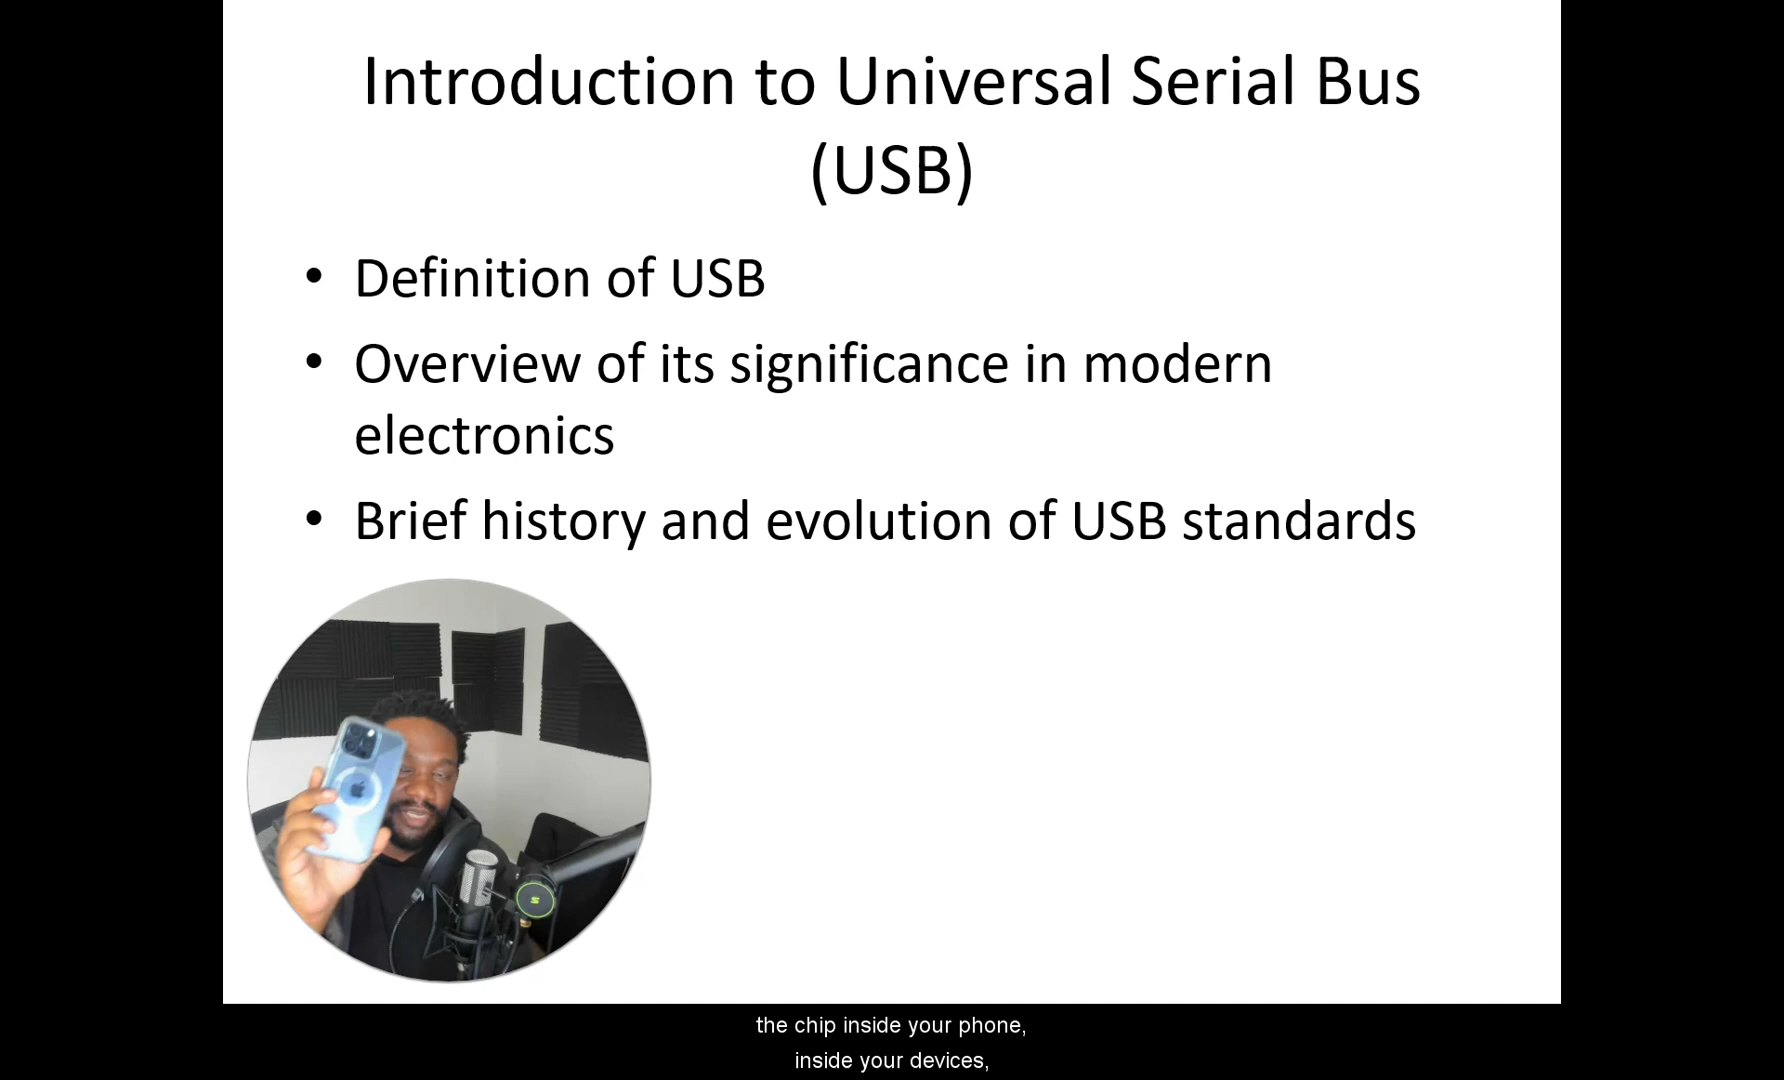 Introduction to Universal Serial Bus
(USB)
• Definition of USB
• Overview of its significance in modern
electronics
• Brief history and evolution of USB standards
the chip inside your phone,
inside your devices,